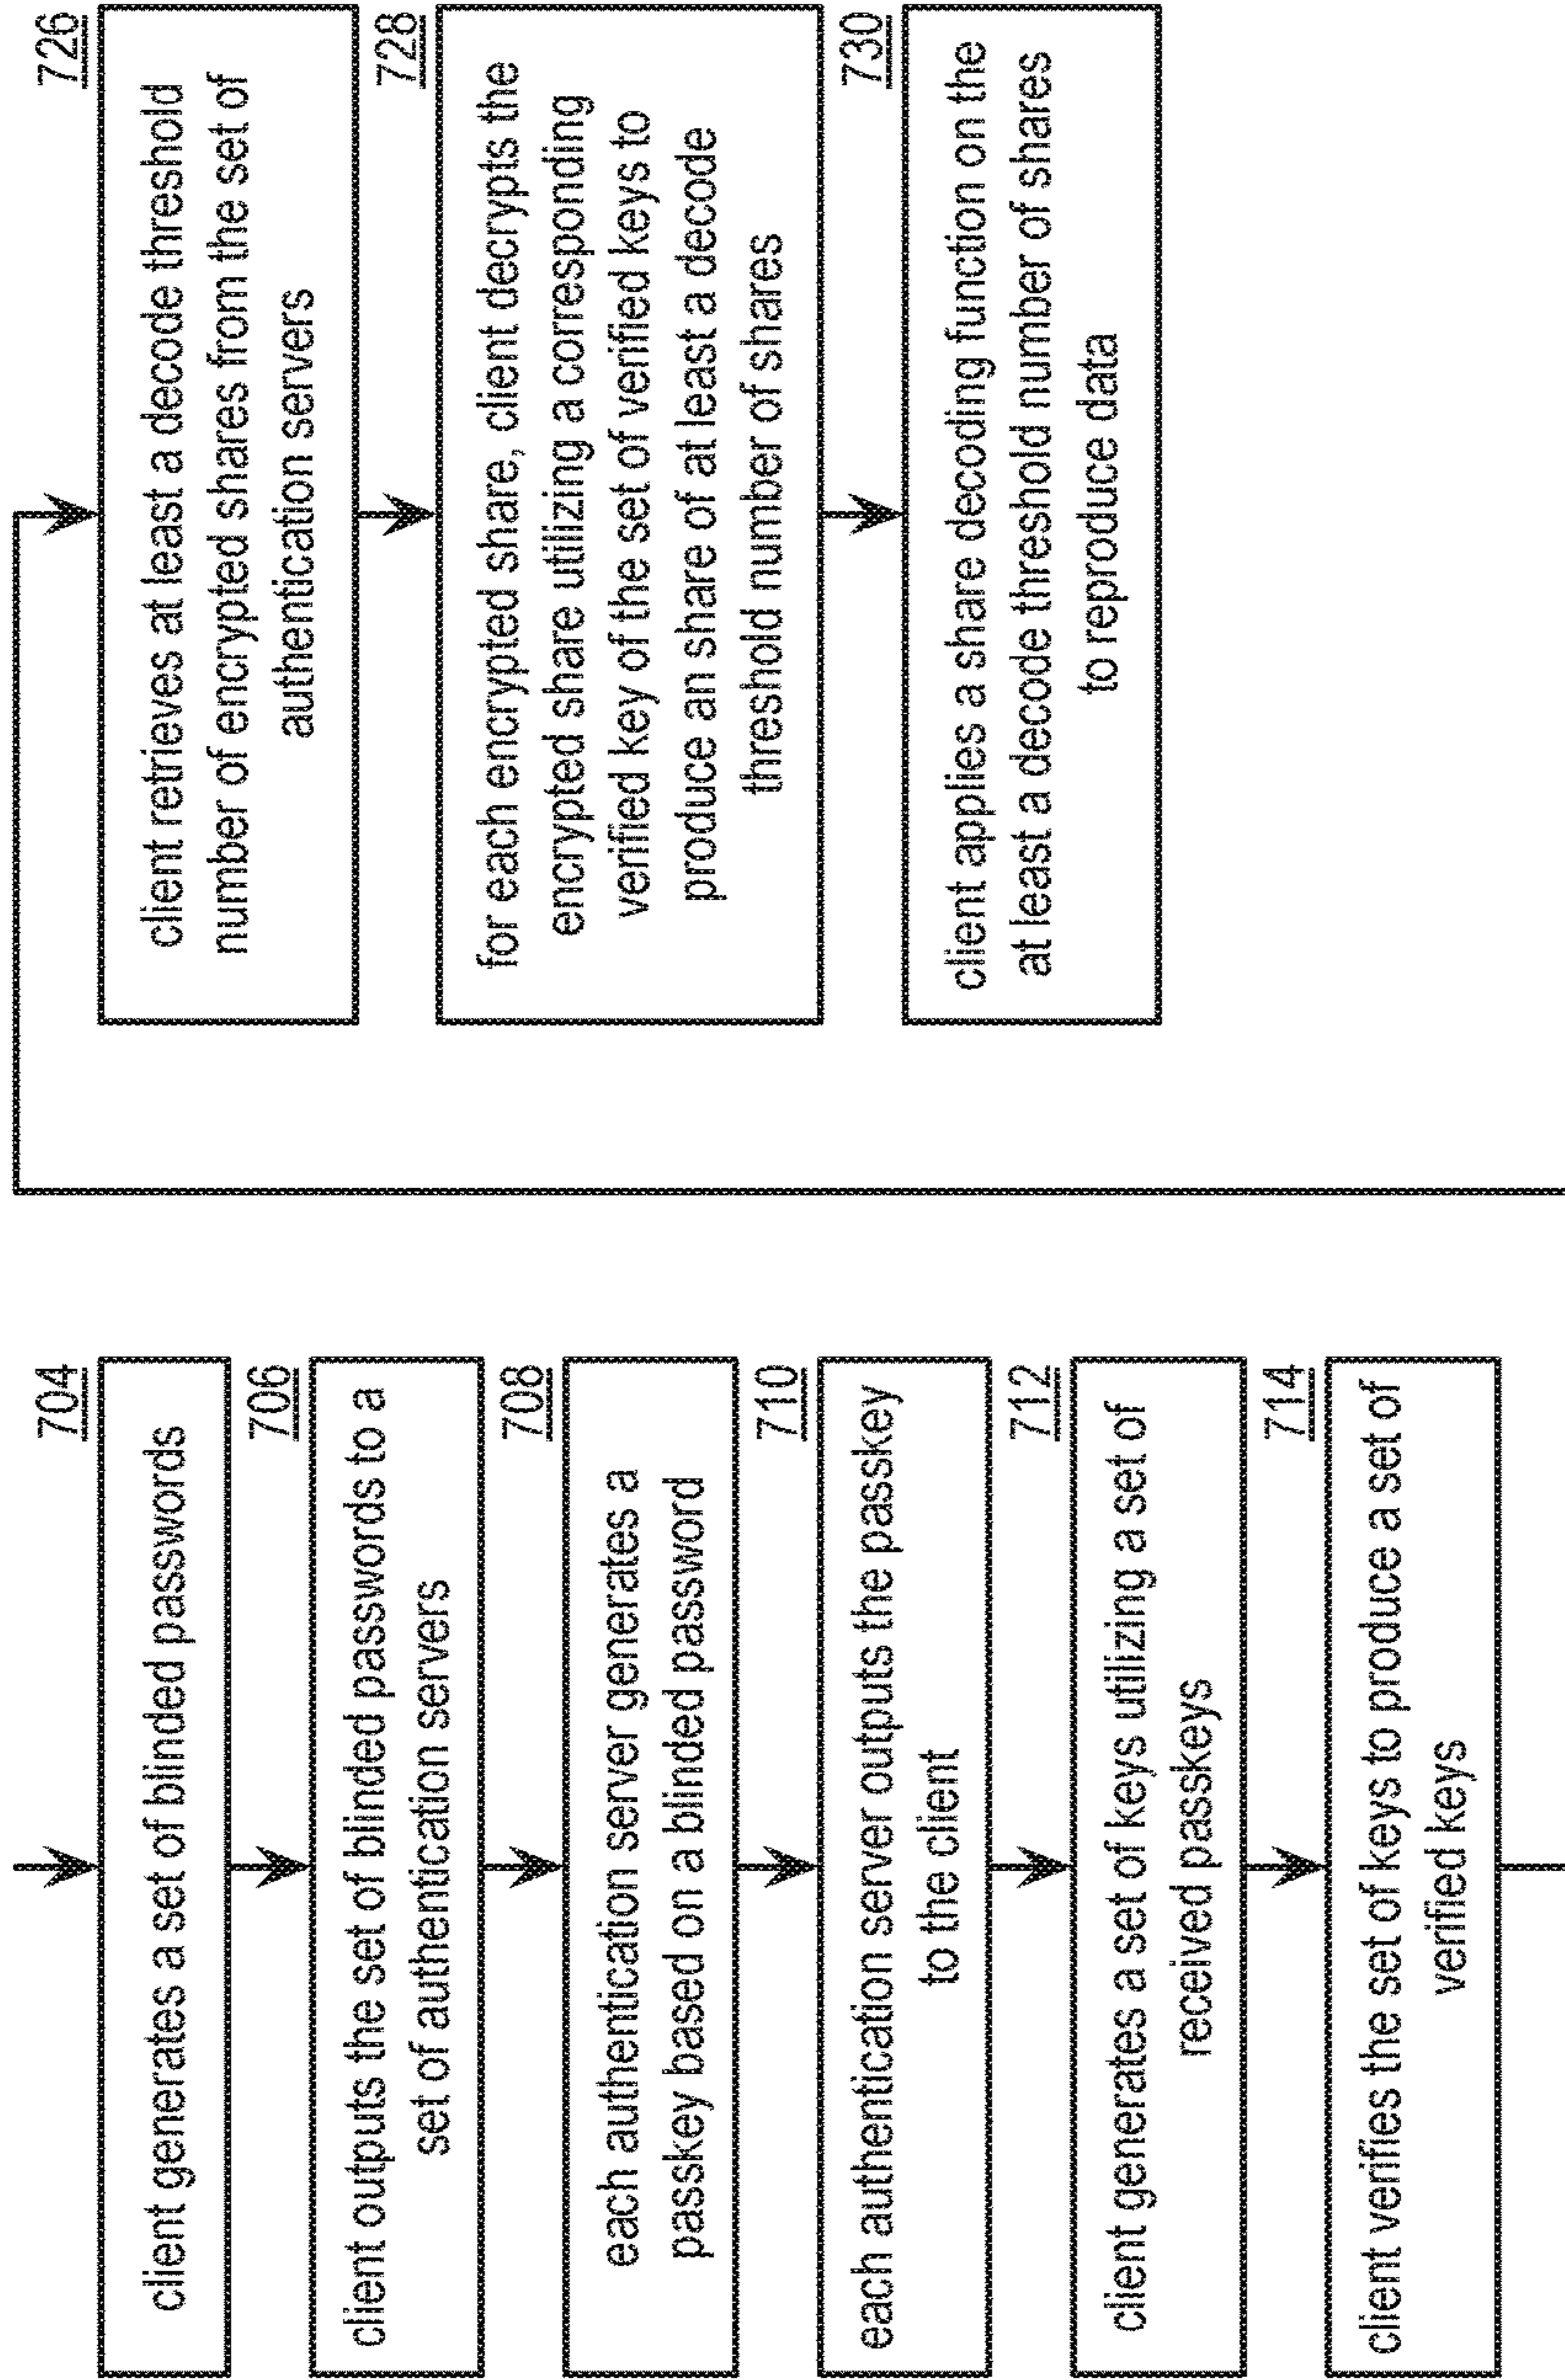 704
client generates a set of blinded passwords
706
client outputs the set of blinded passwords to a
set of authentication servers
708
each authentication server generates a
passkey based on a blinded password
710
each authentication server outputs the passkey
to the client
712
client generates a set of keys utilizing a set of
received passkeys
714
client verifies the set of keys to produce a set of
verified keys
726
client retrieves at least a decode threshold
number of encrypted shares from the set of
authentication servers
728
for each encrypted share, client decrypts the
encrypted share utilizing a corresponding
verified key of the set of verified keys to
produce an share of at least a decode
threshold number of shares
730
client applies a share decoding function on the
at least a decode threshold number of shares
to reproduce data